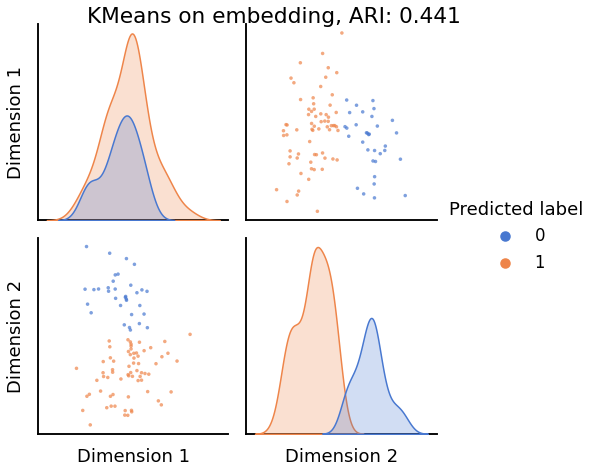 KMeans on embedding, ARI: 0.441
Dimension 1
Predicted label
0
1
Dimension 2
Dimension 1
Dimension 2